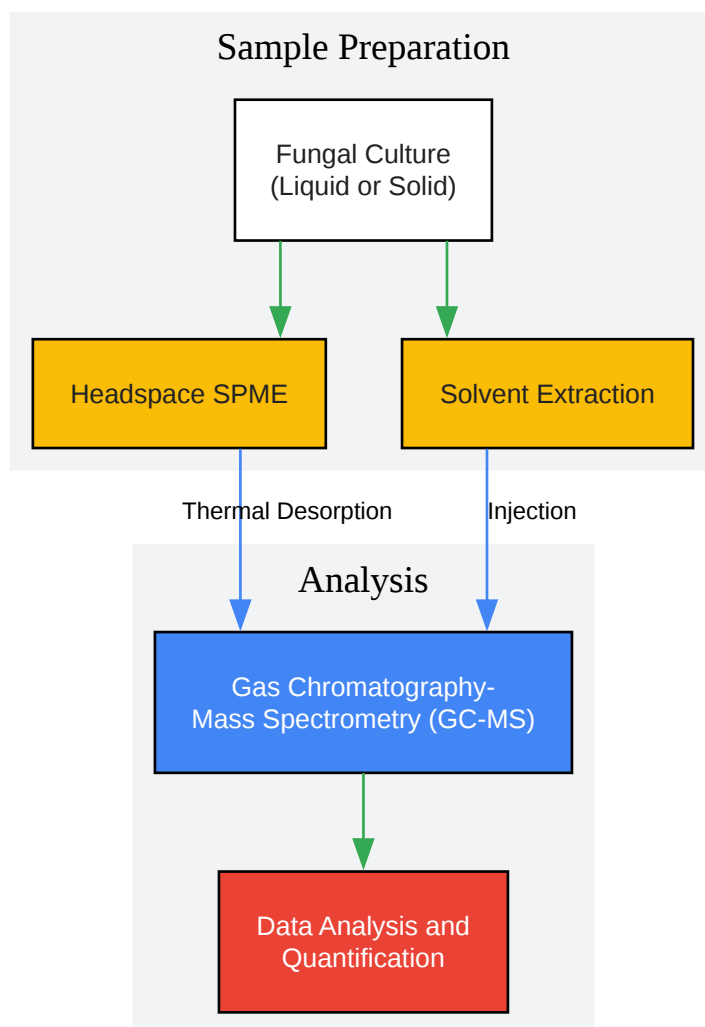 Sample Preparation
Fungal Culture
(Liquid or Solid)
Headspace SPME
Solvent Extraction
Thermal Desorption
Injection
Analysis
Gas Chromatography-
Mass Spectrometry (GC-MS)
Data Analysis and
Quantification